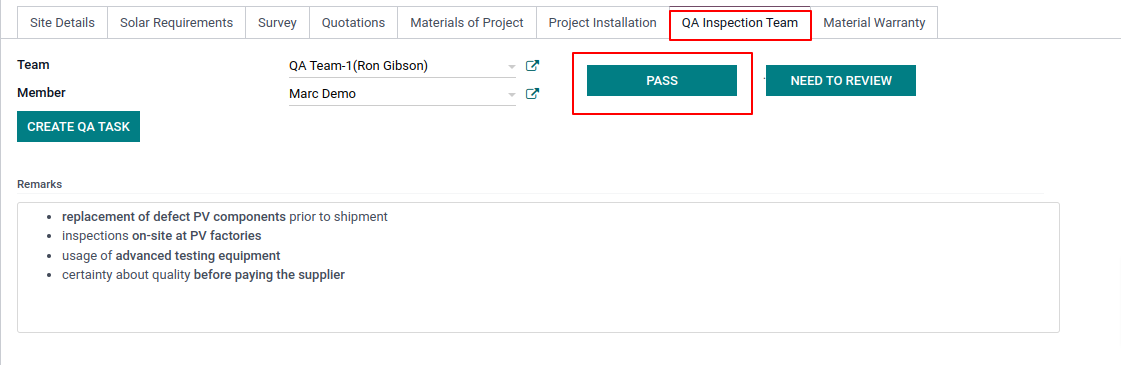 Site Details Solar Requirements Survey Quotations Materials of Project Project Installation QA Inspection Team Material Warranty
Team QA Team-1(Ron Gibson) PASS NEED TO REVIEW
Member Marc Demo
CREATE QA TASK
Remarks
• replacement of defect PV components prior to shipment
• inspections on-site at PV factories
• usage of advanced testing equipment
• certainty about quality before paying the supplier